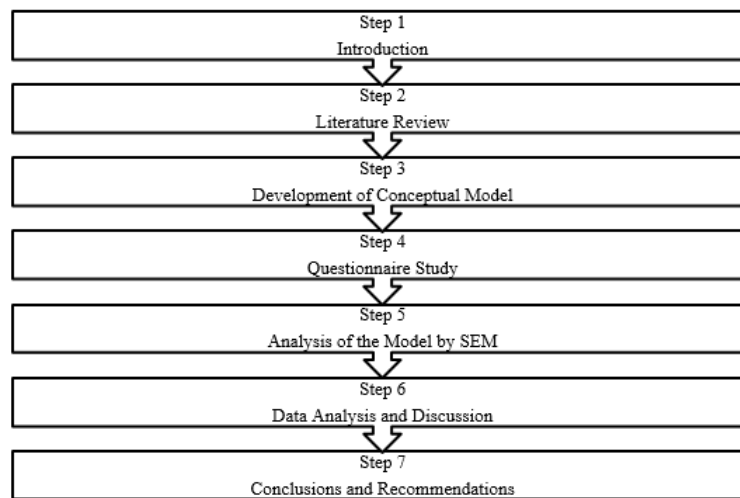 Step 1
Introduction
Step 2
Literature Review
Step 3
Development of Conceptual Model
Step 4
Questionnaire Study
Step 5
Analysis of the Model by SEM
Step 6
Data Analysis and Discussion
Step 7
Conclusions and Recommendations